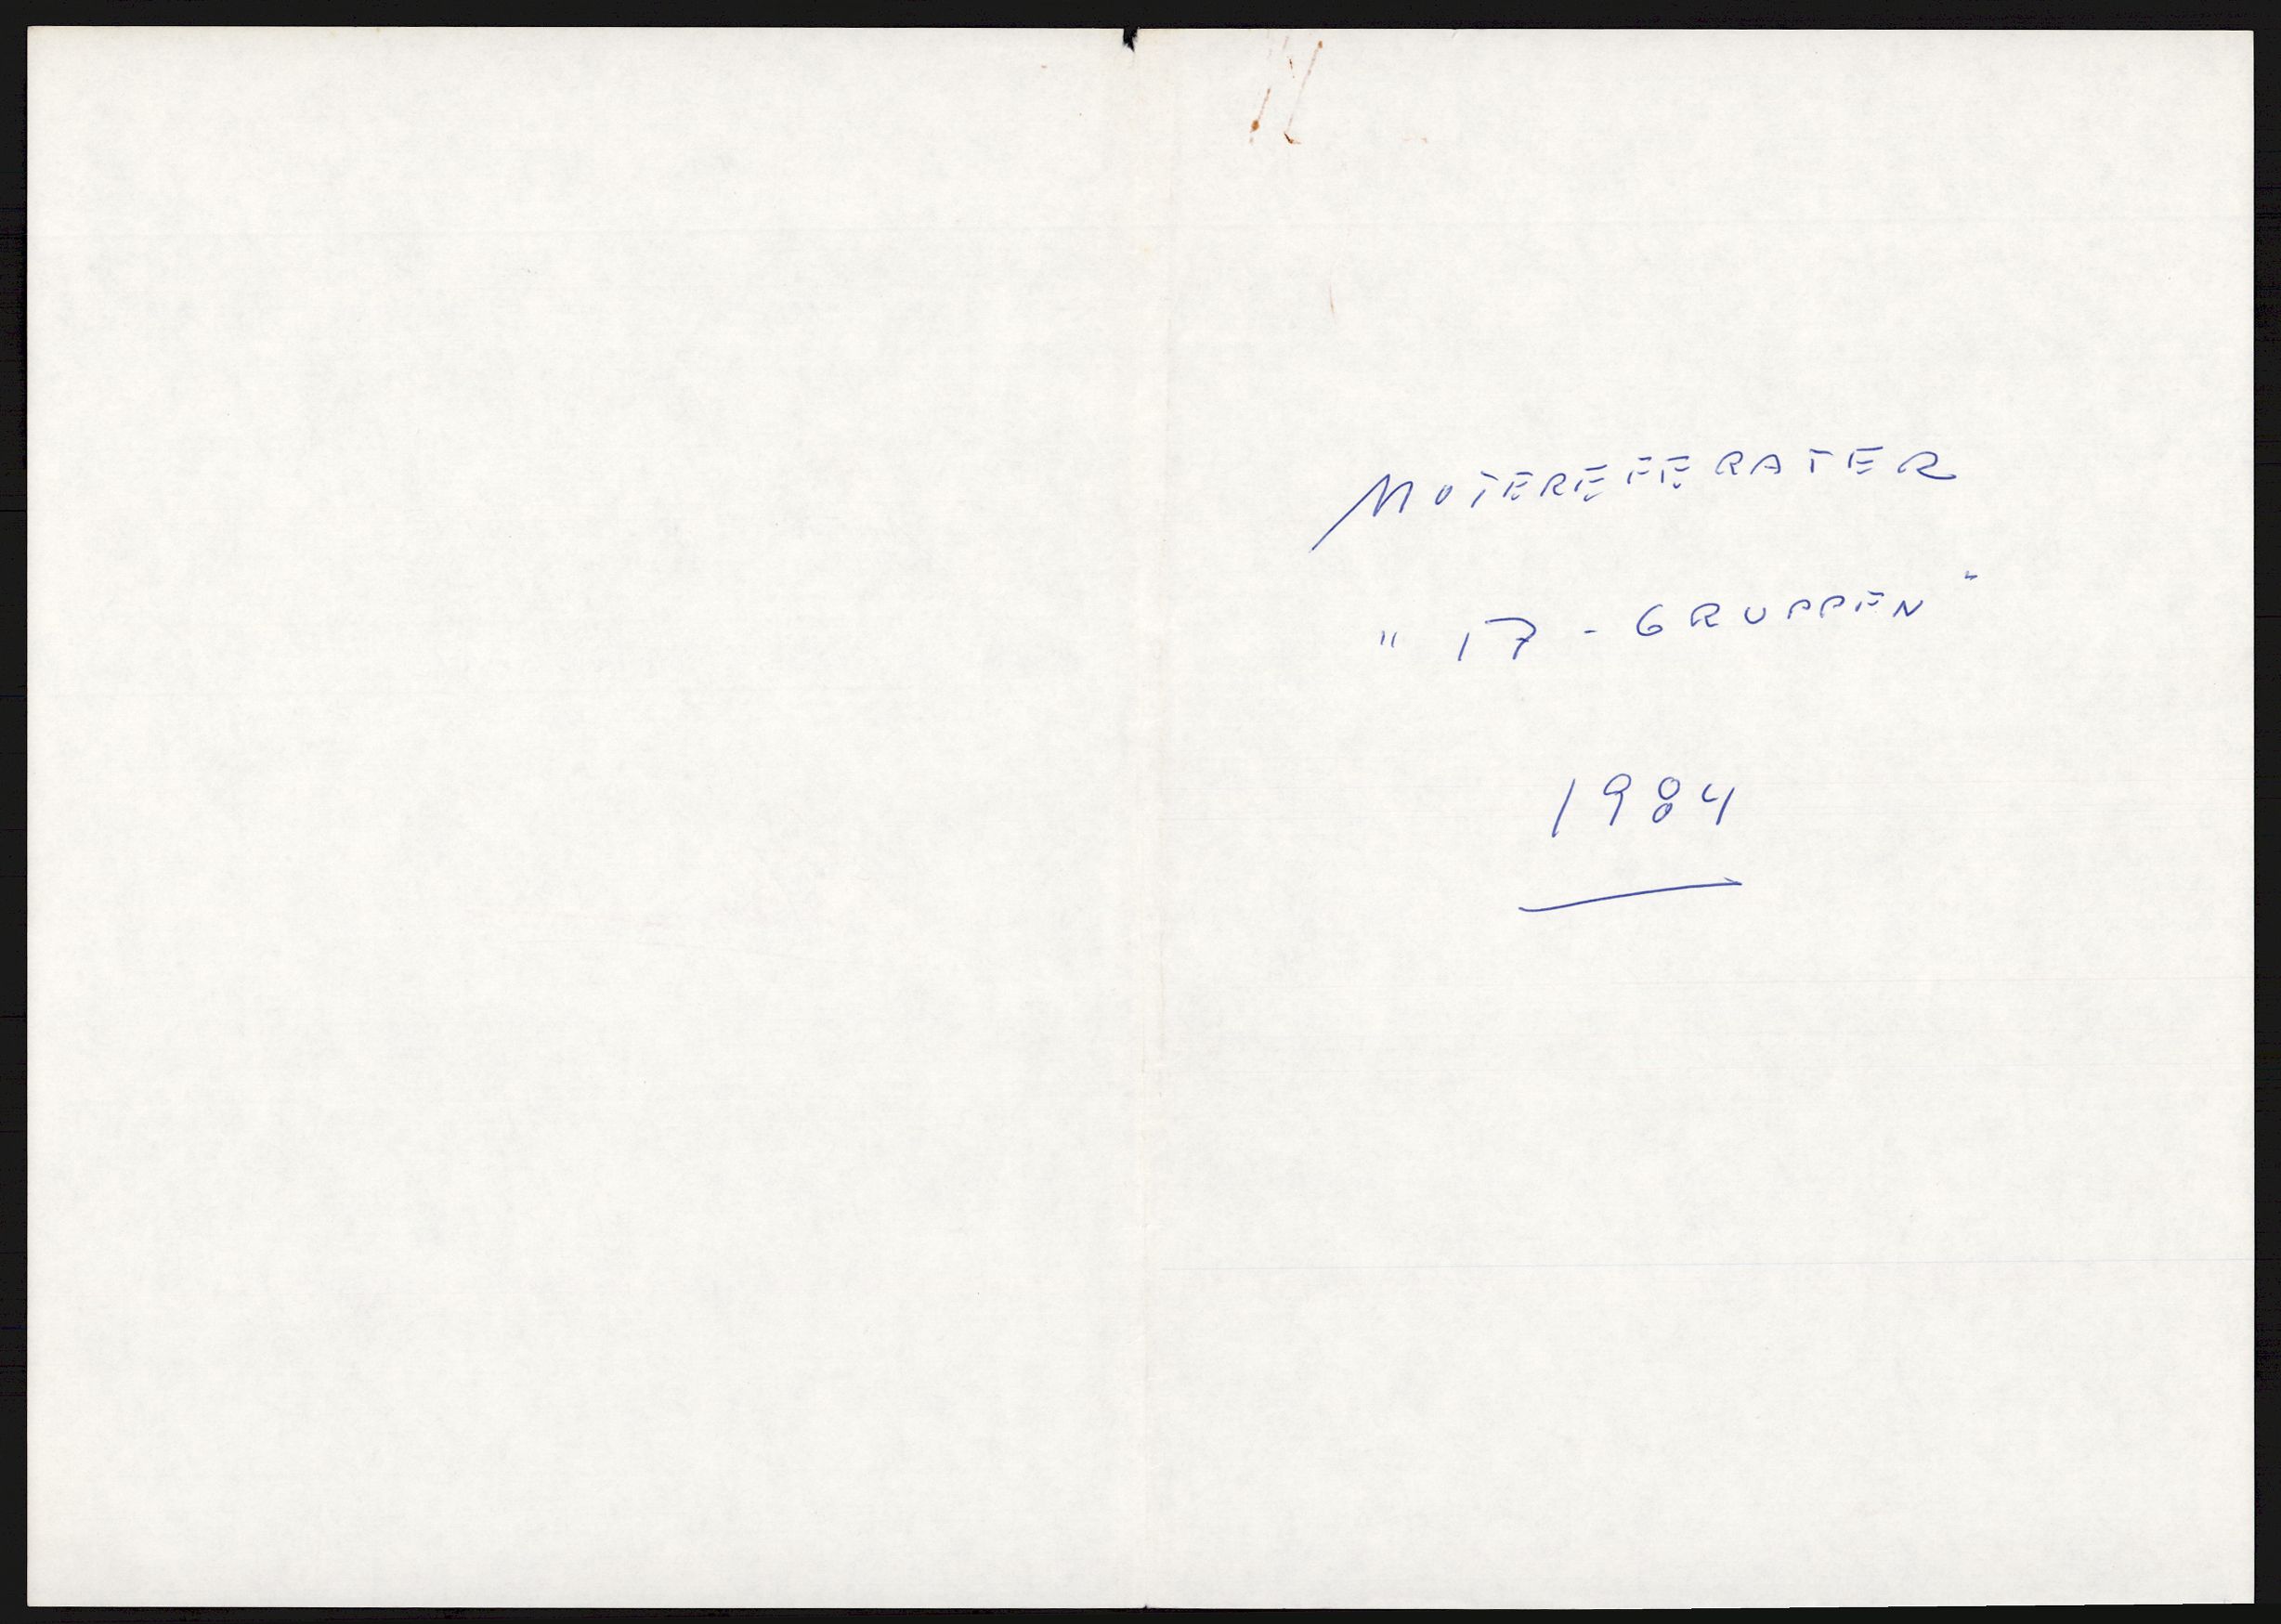 MØTEREFERATER
" 17 - GRUPPEN "
1984